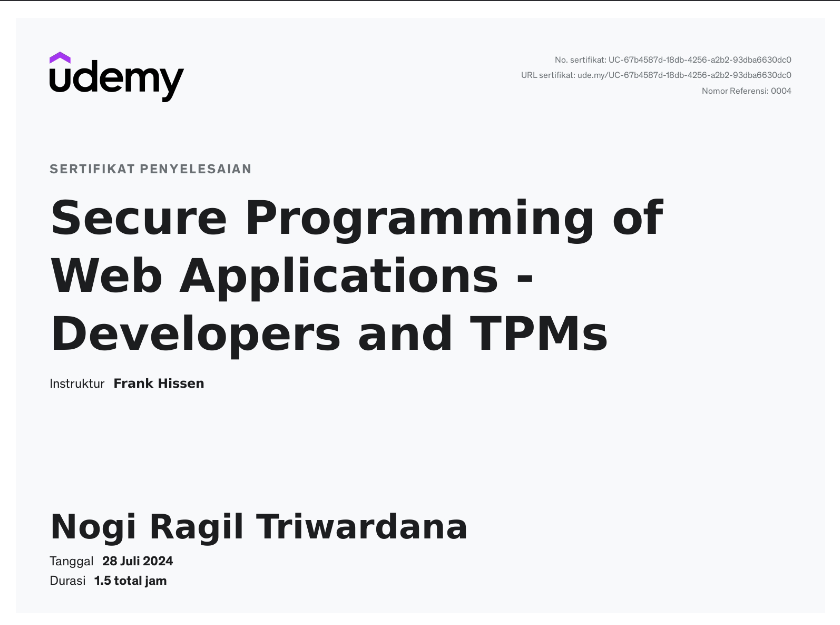 udemy
No. sertifikat: UC-67b4587d-18db-4256-a2b2-93dba6630dc0
URL sertifikat: ude.my/UC-67b4587d-18db-4256-a2b2-93dba6630dc0
Nomor Referensi: 0004
SERTIFIKAT PENYELESAIAN
Secure Programming of
Web Applications -
Developers and TPMs
Instruktur Frank Hissen
Nogi Ragil Triwardana
Tanggal 28 Juli 2024
Durasi 1.5 total jam